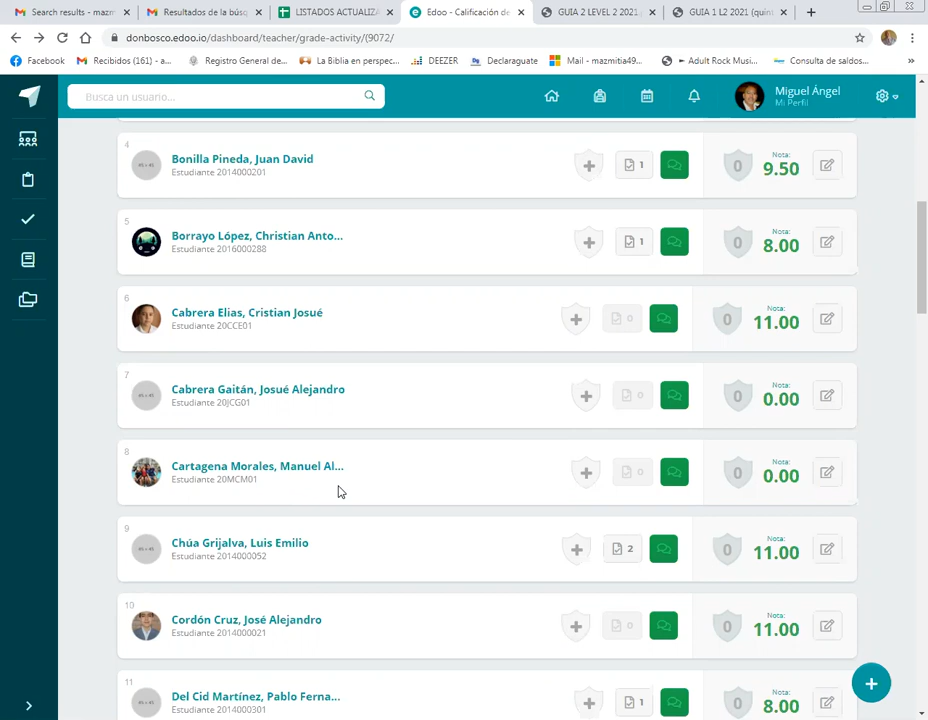 Search results - mazm
Resultados de la búsq
LISTADOS ACTUALIZA
Edoo - Calificación de
GUIA 2 LEVEL 2 2021
GUIA 1 L2 2021 (quin
donbosco.edoo.io/dashboard/teacher/grade-activity/(9072/
Facebook
Recibidos (161) - a...
Registro General de...
La Biblia en perspec...
DEEZER
Declaraguate
Mail - mazmitia49...
► Adult Rock Musi...
Consulta de saldos...
»
Busca un usuario...
Miguel Ángel
Mi Perfil
4
Bonilla Pineda, Juan David
Estudiante 2014000201
1
0
Nota:
9.50
5
Borrayo López, Christian Anto...
Estudiante 2016000288
1
0
Nota:
8.00
6
Cabrera Elias, Cristian Josué
Estudiante 20CCE01
0
0
Nota:
11.00
7
Cabrera Gaitán, Josué Alejandro
Estudiante 20JCG01
0
0
Nota:
0.00
8
Cartagena Morales, Manuel Al...
Estudiante 20MCM01
0
0
Nota:
0.00
9
Chúa Grijalva, Luis Emilio
Estudiante 2014000052
2
0
Nota:
11.00
10
Cordón Cruz, José Alejandro
Estudiante 2014000021
0
0
Nota:
11.00
11
Del Cid Martínez, Pablo Ferna...
Estudiante 2014000301
1
0
Nota:
8.00